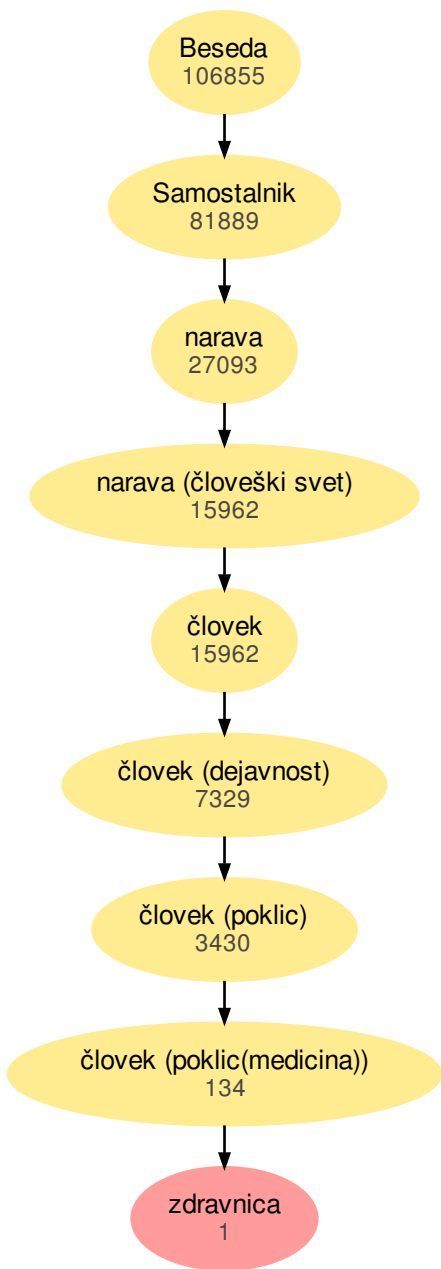 Beseda
106855
Samostalnik
81889
narava
27093
narava (človeški svet)
15962
človek
15962
človek (dejavnost)
7329
človek (poklic)
3430
človek (poklic(medicina))
134
zdravnica
1